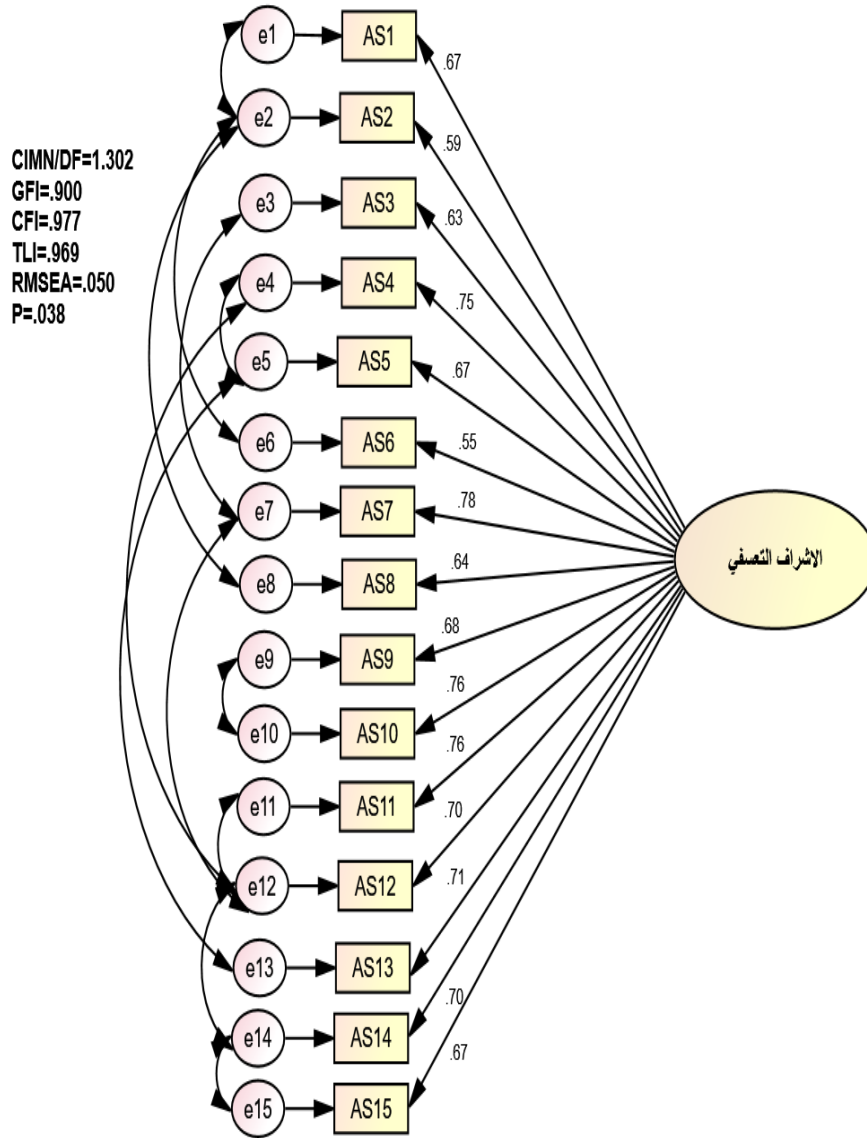 e1 AS1
.67
e2 AS2
.59
CIMN/DF=1.302
GFI=.900
CFI=.977
TLI=.969
RMSEA=.050
P=.038
e3 AS3
.63
e4 AS4
.75
e5 AS5
.67
e6 AS6
.55
e7 AS7
.78
الاشراف التعسفي
e8 AS8
.64
e9 AS9
.68
e10 AS10
.76
e11 AS11
.76
e12 AS12
.70
e13 AS13
.71
e14 AS14
.70
e15 AS15
.67